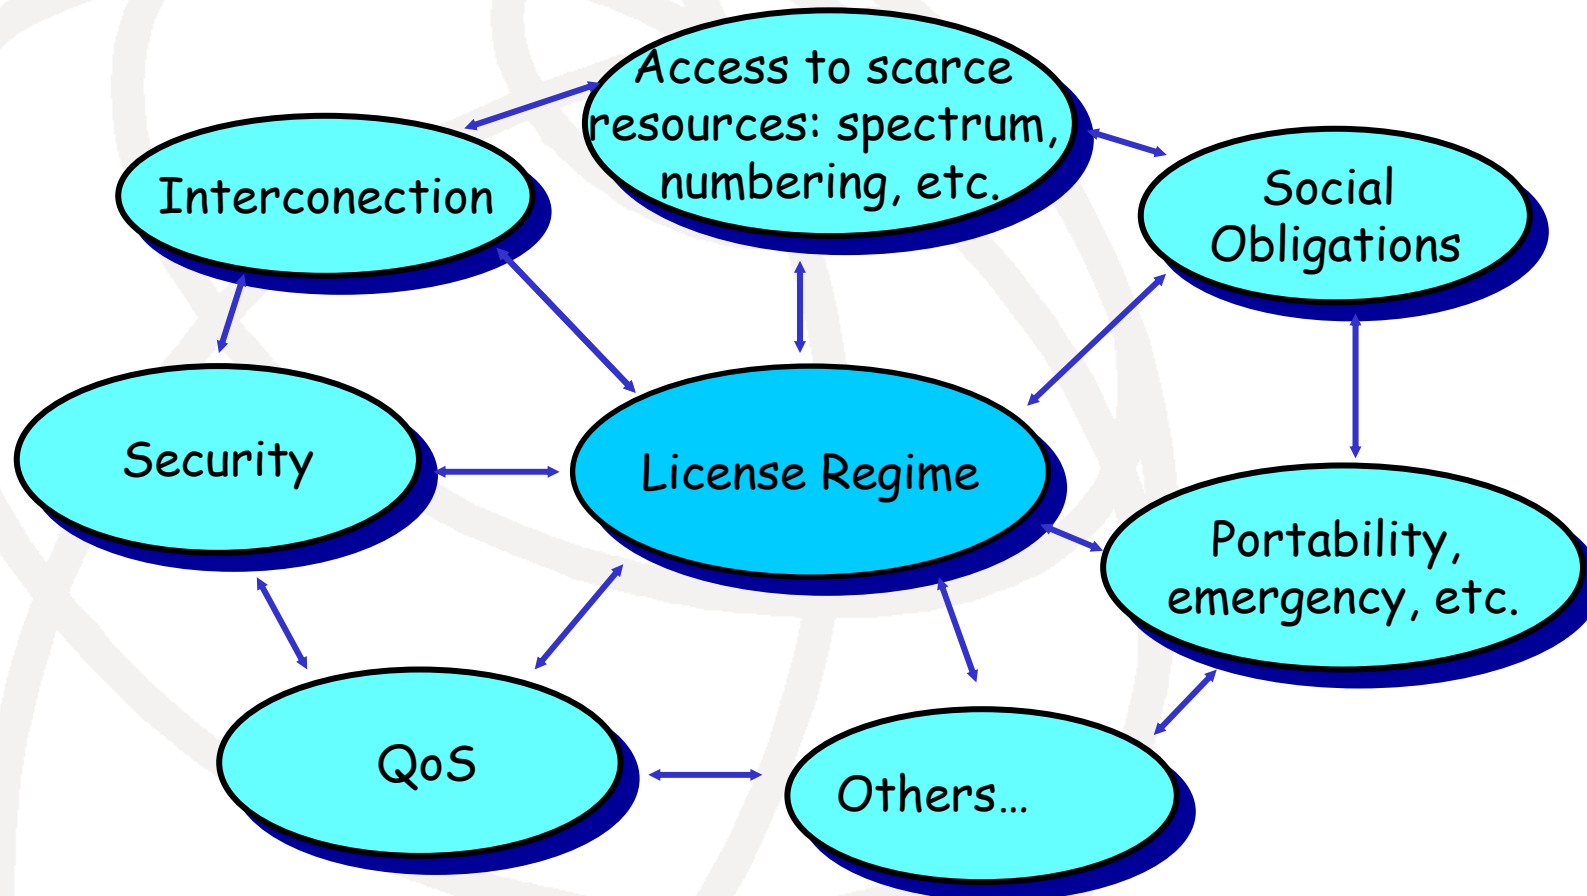 Access to scarce
resources: spectrum,
numbering, etc.
Interconection
Social
Obligations
Security
License Regime
Portability,
emergency, etc.
QoS
Others...